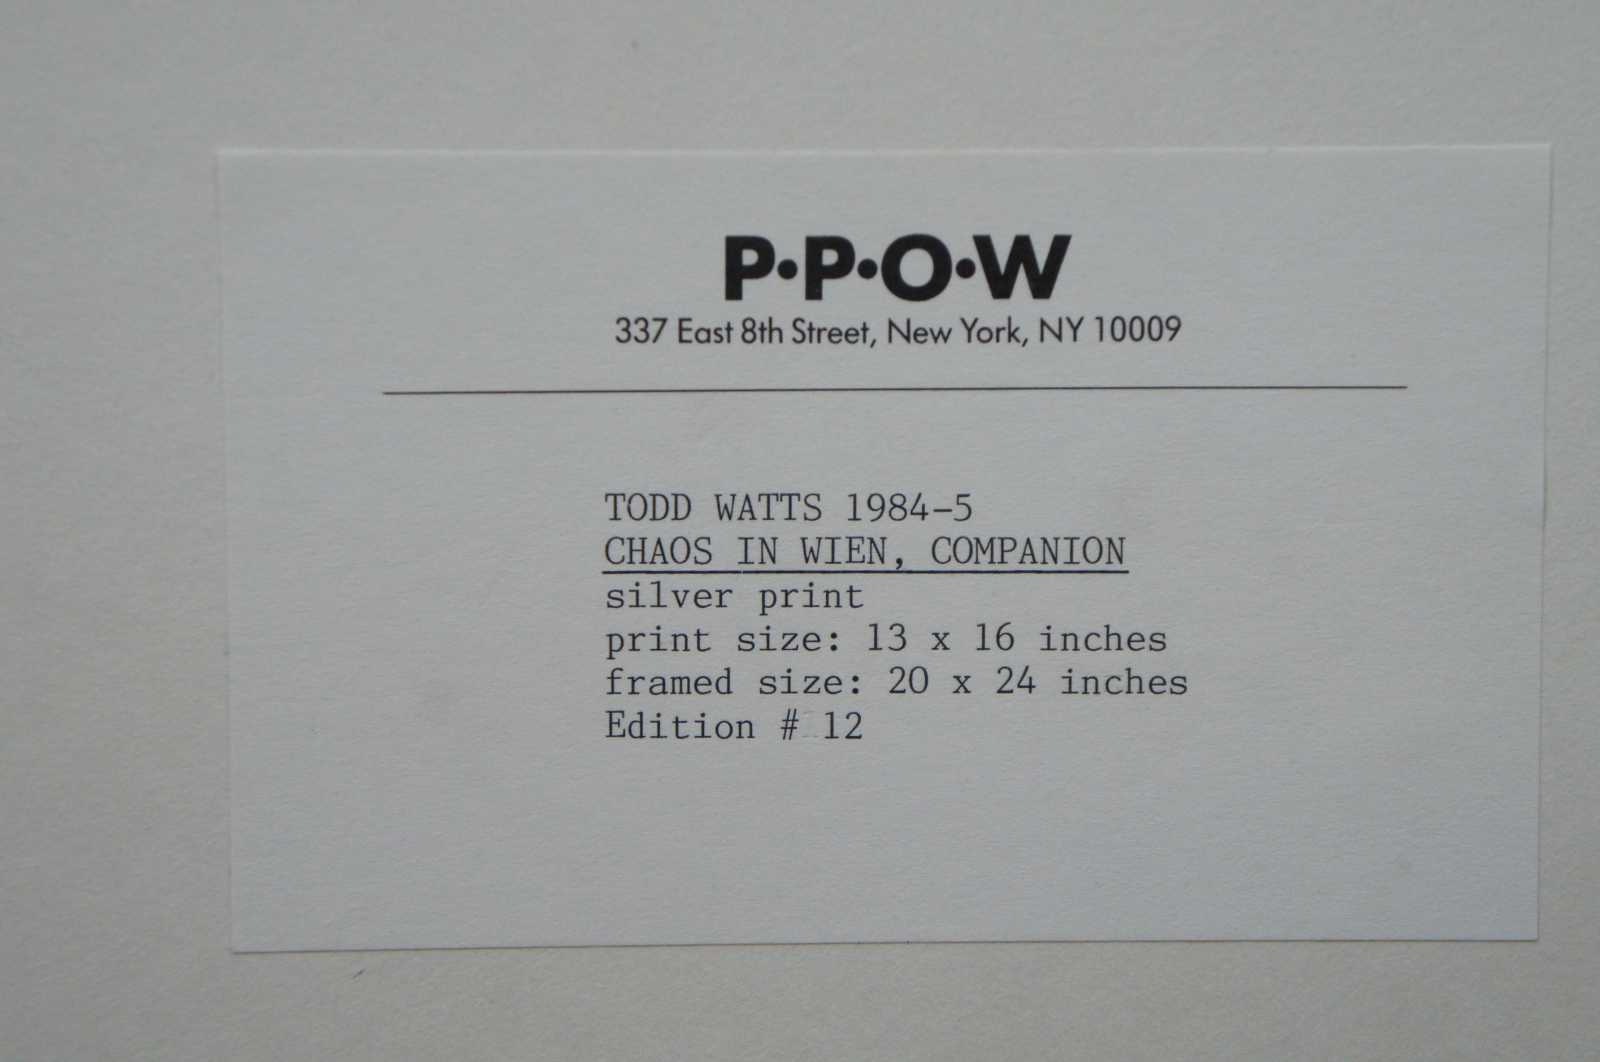 P•P•O•W
337 East 8th Street, New York, NY 10009
TODD WATTS 1984-5
CHAOS IN WIEN, COMPANION
silver print
print size: 13 x 16 inches
framed size: 20 x 24 inches
Edition # 12